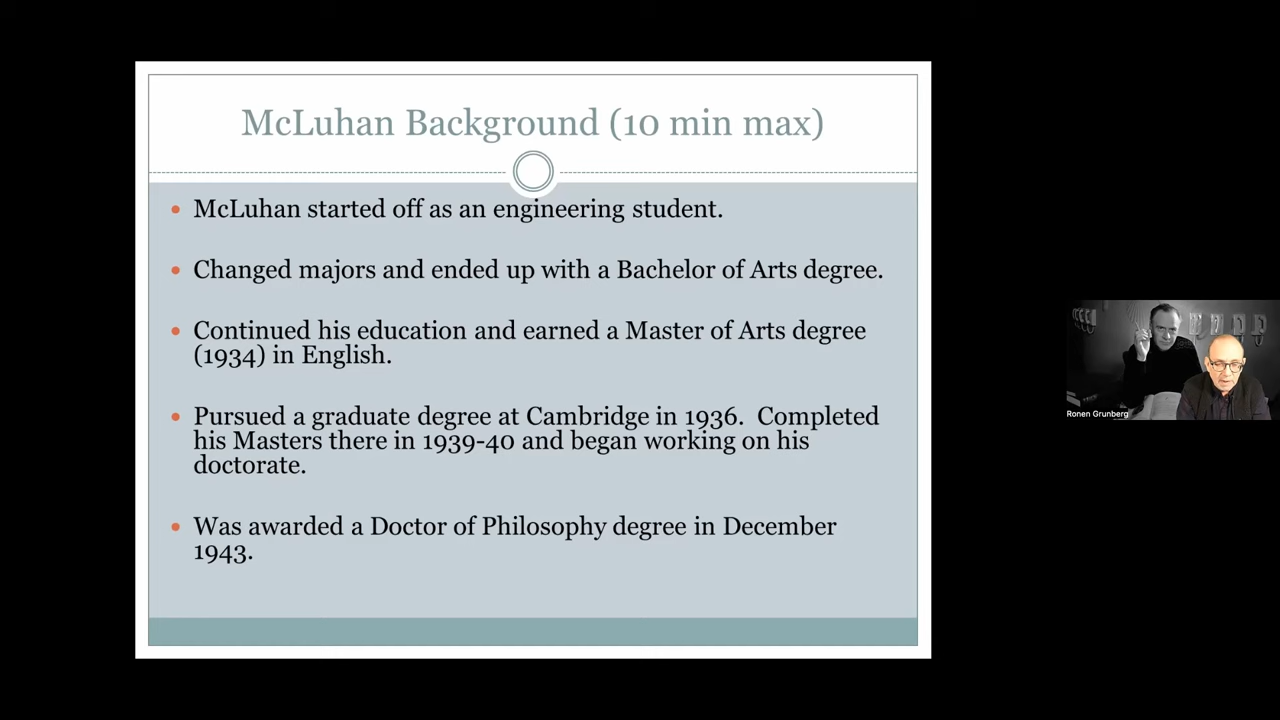 McLuhan Background (10 min max)
• McLuhan started off as an engineering student.
• Changed majors and ended up with a Bachelor of Arts degree.
• Continued his education and earned a Master of Arts degree
(1934) in English.
• Pursued a graduate degree at Cambridge in 1936.  Completed
his Masters there in 1939-40 and began working on his
doctorate.
• Was awarded a Doctor of Philosophy degree in December
1943.
Ronen Grunberg